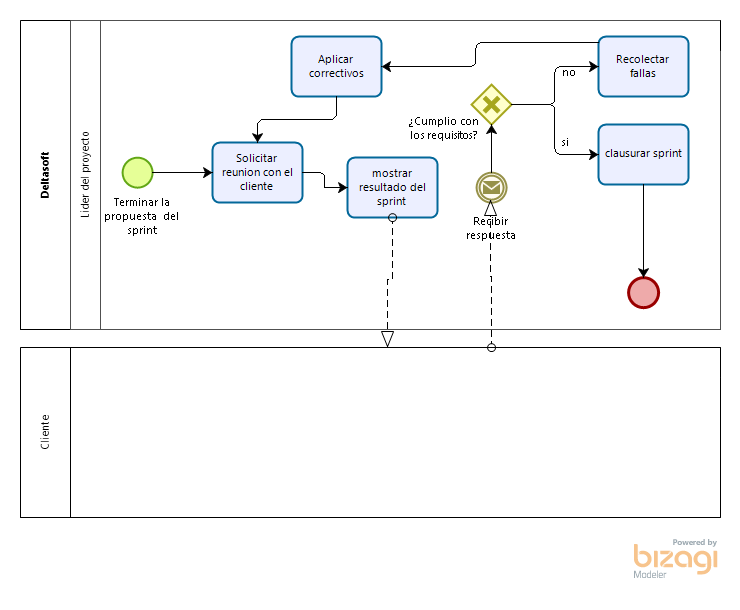 Deltasoft
Lider del proyecto
Aplicar
correctivos
Recolectar
fallas
no
¿Cumplio con
los requisitos?
si
Solicitar
reunion con el
cliente
mostrar
resultado del
sprint
clausurar sprint
Terminar la
propuesta del
sprint
Recibir
respuesta
Cliente
Powered by
bizagi
Modeler